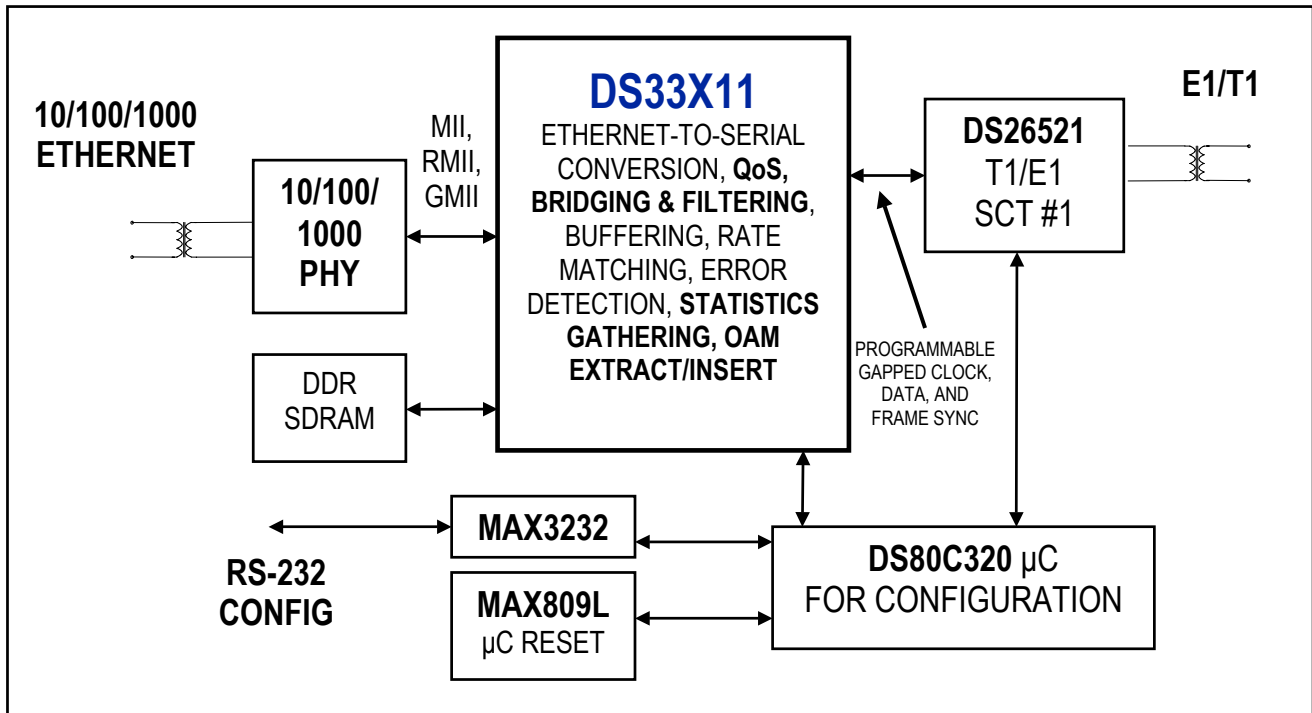 10/100/1000
ETHERNET
10/100/
1000
PHY
MII,
RMII,
GMII
DDR
SDRAM
DS33X11
ETHERNET-TO-SERIAL
CONVERSION, QoS,
BRIDGING & FILTERING,
BUFFERING, RATE
MATCHING, ERROR
DETECTION, STATISTICS
GATHERING, OAM
EXTRACT/INSERT
E1/T1
DS26521
T1/E1
SCT #1
PROGRAMMABLE
GAPPED CLOCK,
DATA, AND
FRAME SYNC
RS-232
CONFIG
MAX3232
MAX809L
µC RESET
DS80C320 µC
FOR CONFIGURATION